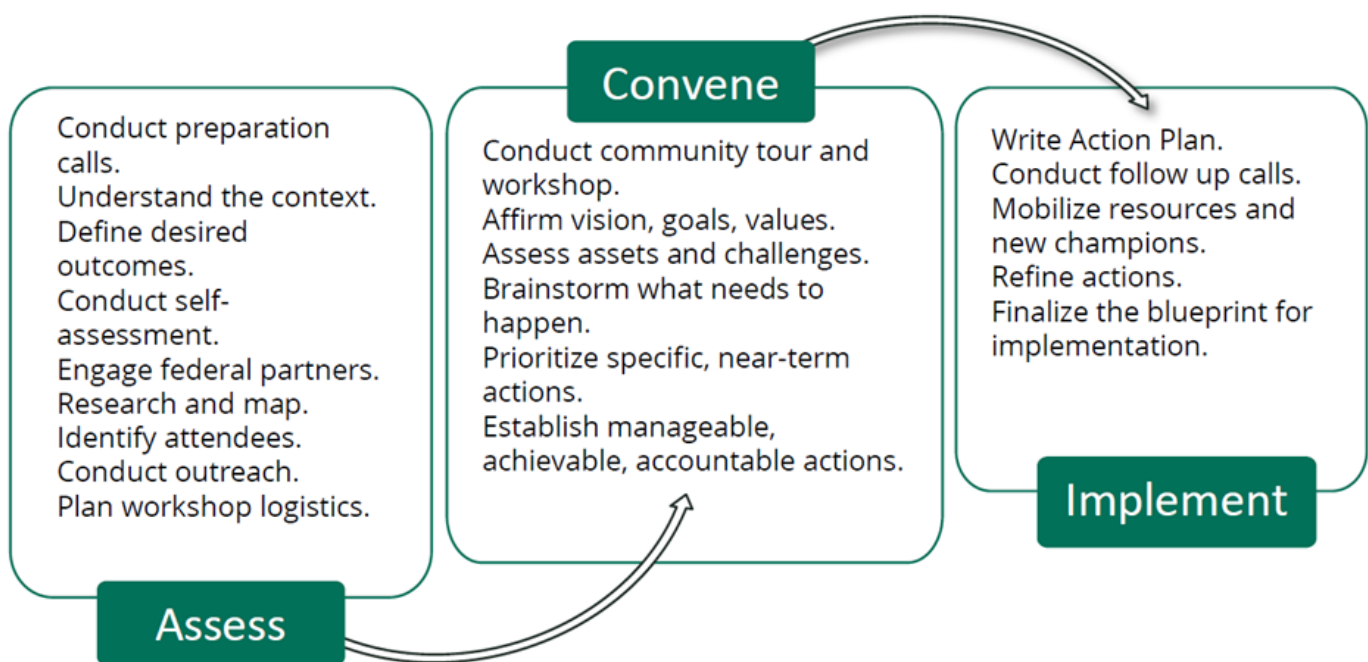 Conduct preparation
calls.
Understand the context.
Define desired
outcomes.
Conduct self-
assessment.
Engage federal partners.
Research and map.
Identify attendees.
Conduct outreach.
Plan workshop logistics.
Assess
Convene
Conduct community tour and
workshop.
Affirm vision, goals, values.
Assess assets and challenges.
Brainstorm what needs to
happen.
Prioritize specific, near-term
actions.
Establish manageable,
achievable, accountable actions.
Write Action Plan.
Conduct follow up calls.
Mobilize resources and
new champions.
Refine actions.
Finalize the blueprint for
implementation.
Implement